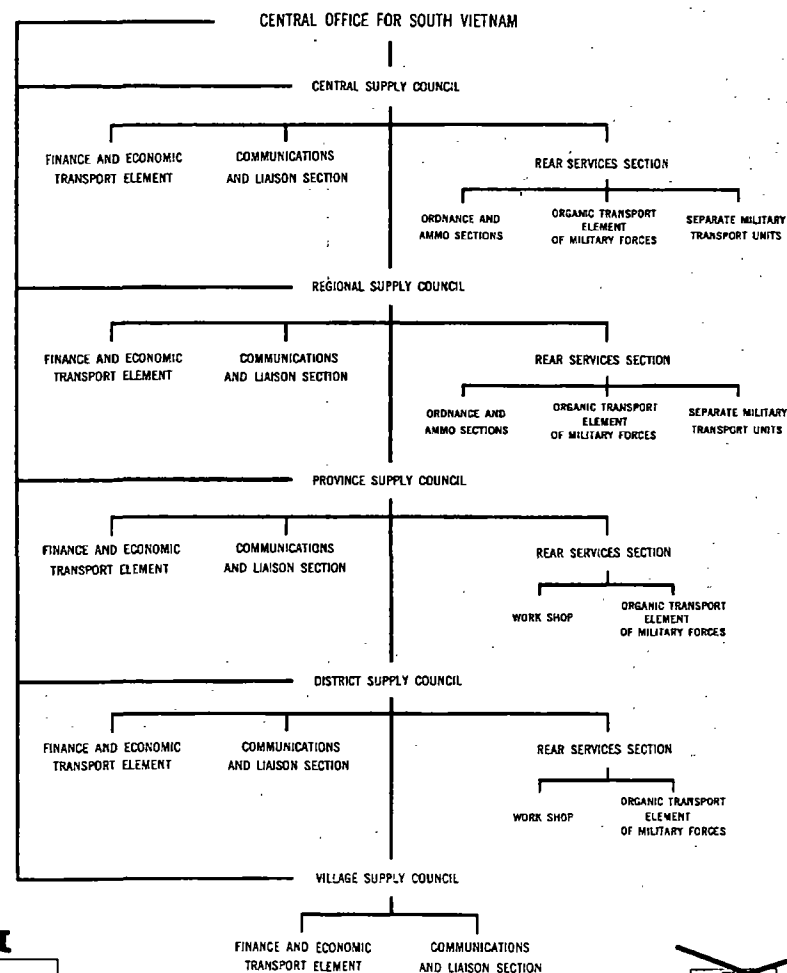 CENTRAL OFFICE FOR SOUTH VIETNAM
CENTRAL SUPPLY COUNCIL
FINANCE AND ECONOMIC
TRANSPORT ELEMENT
COMMUNICATIONS
AND LIAISON SECTION
REAR SERVICES SECTION
ORDNANCE AND
AMMO SECTIONS
ORGANIC TRANSPORT
ELEMENT
OF MILITARY FORCES
SEPARATE MILITARY
TRANSPORT UNITS
REGIONAL SUPPLY COUNCIL
FINANCE AND ECONOMIC
TRANSPORT ELEMENT
COMMUNICATIONS
AND LIAISON SECTION
REAR SERVICES SECTION
ORDNANCE AND
AMMO SECTIONS
ORGANIC TRANSPORT
ELEMENT
OF MILITARY FORCES
SEPARATE MILITARY
TRANSPORT UNITS
PROVINCE SUPPLY COUNCIL
FINANCE AND ECONOMIC
TRANSPORT ELEMENT
COMMUNICATIONS
AND LIAISON SECTION
REAR SERVICES SECTION
WORK SHOP
ORGANIC TRANSPORT
ELEMENT
OF MILITARY FORCES
DISTRICT SUPPLY COUNCIL
FINANCE AND ECONOMIC
TRANSPORT ELEMENT
COMMUNICATIONS
AND LIAISON SECTION
REAR SERVICES SECTION
WORK SHOP
ORGANIC TRANSPORT
ELEMENT
OF MILITARY FORCES
VILLAGE SUPPLY COUNCIL
FINANCE AND ECONOMIC
TRANSPORT ELEMENT
COMMUNICATIONS
AND LIAISON SECTION